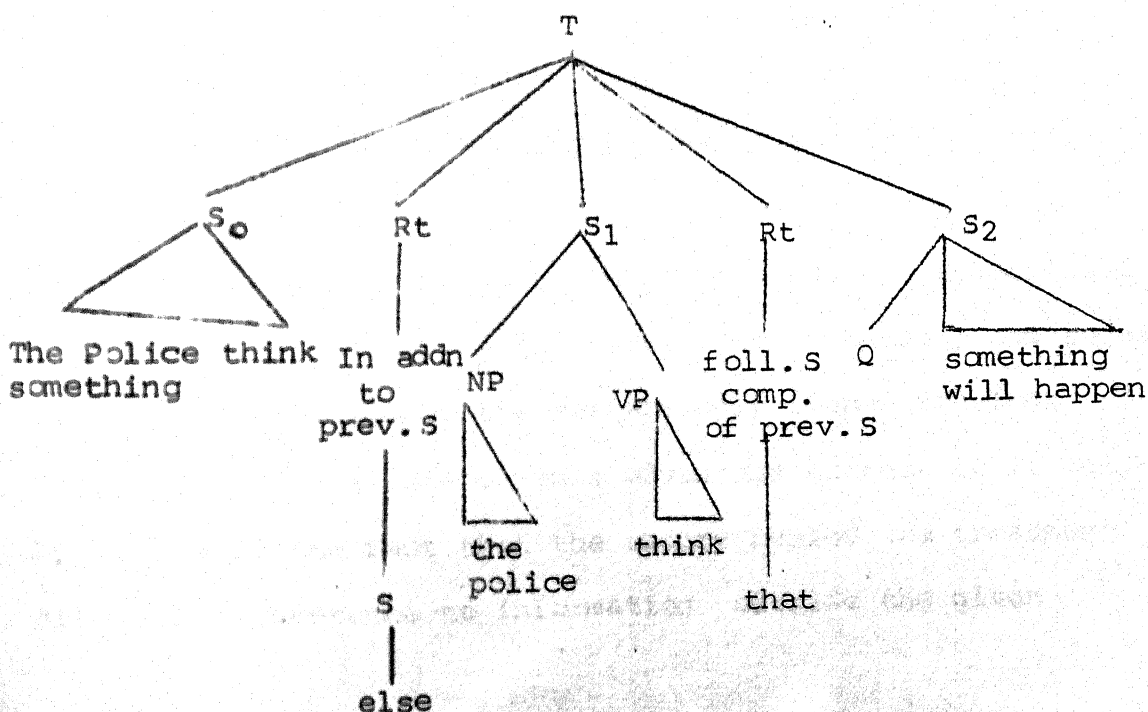 T
S₀ Rt S₁ Rt S₂
The Police think something
In addn to prev.S
NP
VP
foll.S comp. of prev.S
Q
something will happen
the police
think
S
that
else